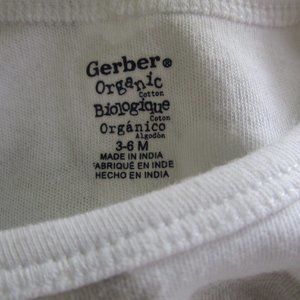 Gerber®
Organic
Cotton
Biologique
Coton
Orgánico
Algodón
3-6 M
MADE IN INDIA
FABRIQUÉ EN INDE
HECHO EN INDIA